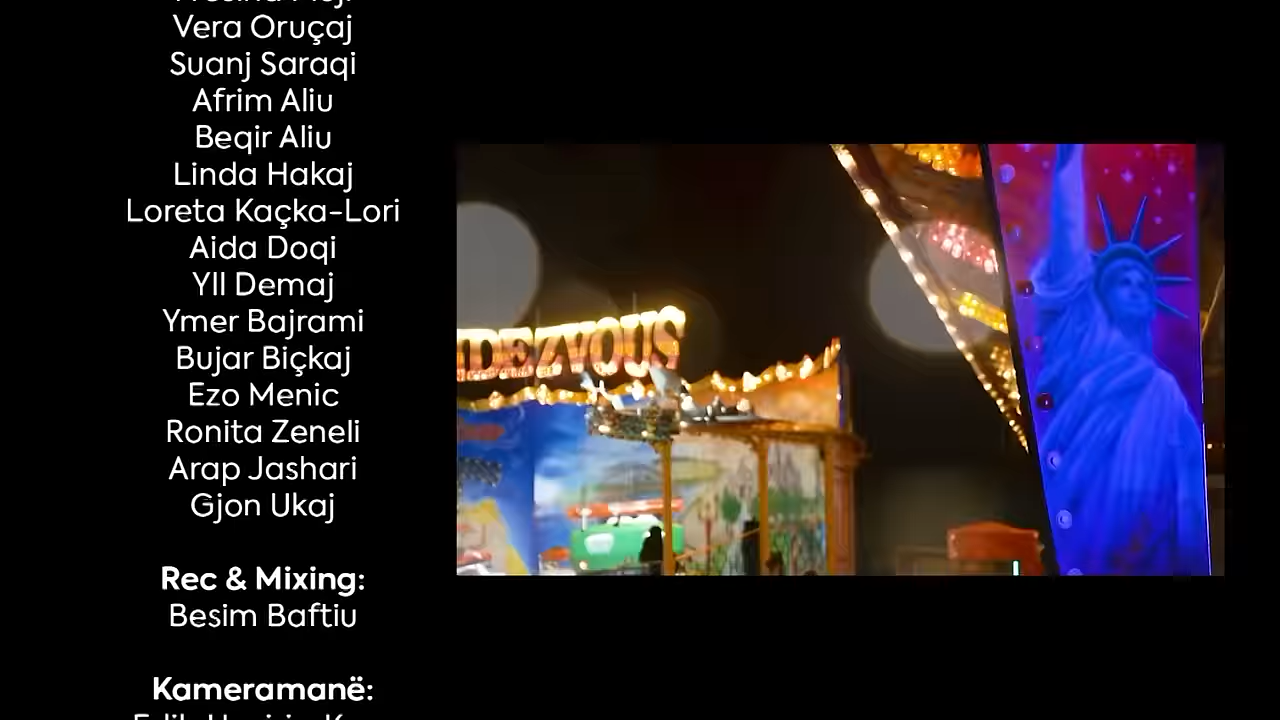 Vera Oruçaj
Suanj Saraqi
Afrim Aliu
Beqir Aliu
Linda Hakaj
Loreta Kaçka-Lori
Aida Doqi
Yll Demaj
Ymer Bajrami
Bujar Biçkaj
Ezo Menic
Ronita Zeneli
Arap Jashari
Gjon Ukaj
Rec & Mixing:
Besim Baftiu
Kameramanë: